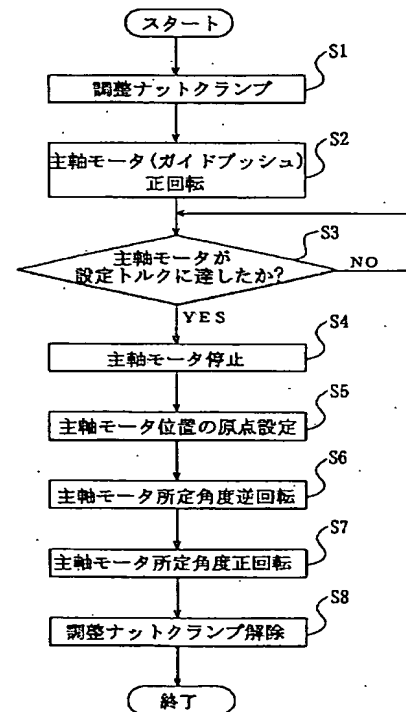 スタート
S1
調整ナットクランプ
S2
主軸モータ(ガイドブッシュ)
正回転
S3
主軸モータが
設定トルクに達したか?
NO
YES
S4
主軸モータ停止
S5
主軸モータ位置の原点設定
S6
主軸モータ所定角度逆回転
S7
主軸モータ所定角度正回転
S8
調整ナットクランプ解除
終了